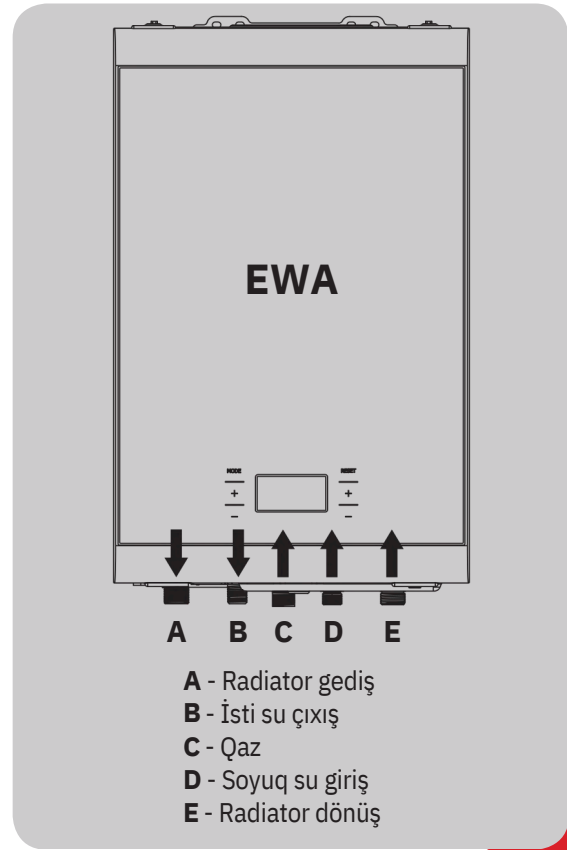 EWA
MODE RESET
+ +
– –
A B C D E
A - Radiator gediş
B - İsti su çıxış
C - Qaz
D - Soyuq su giriş
E - Radiator dönüş